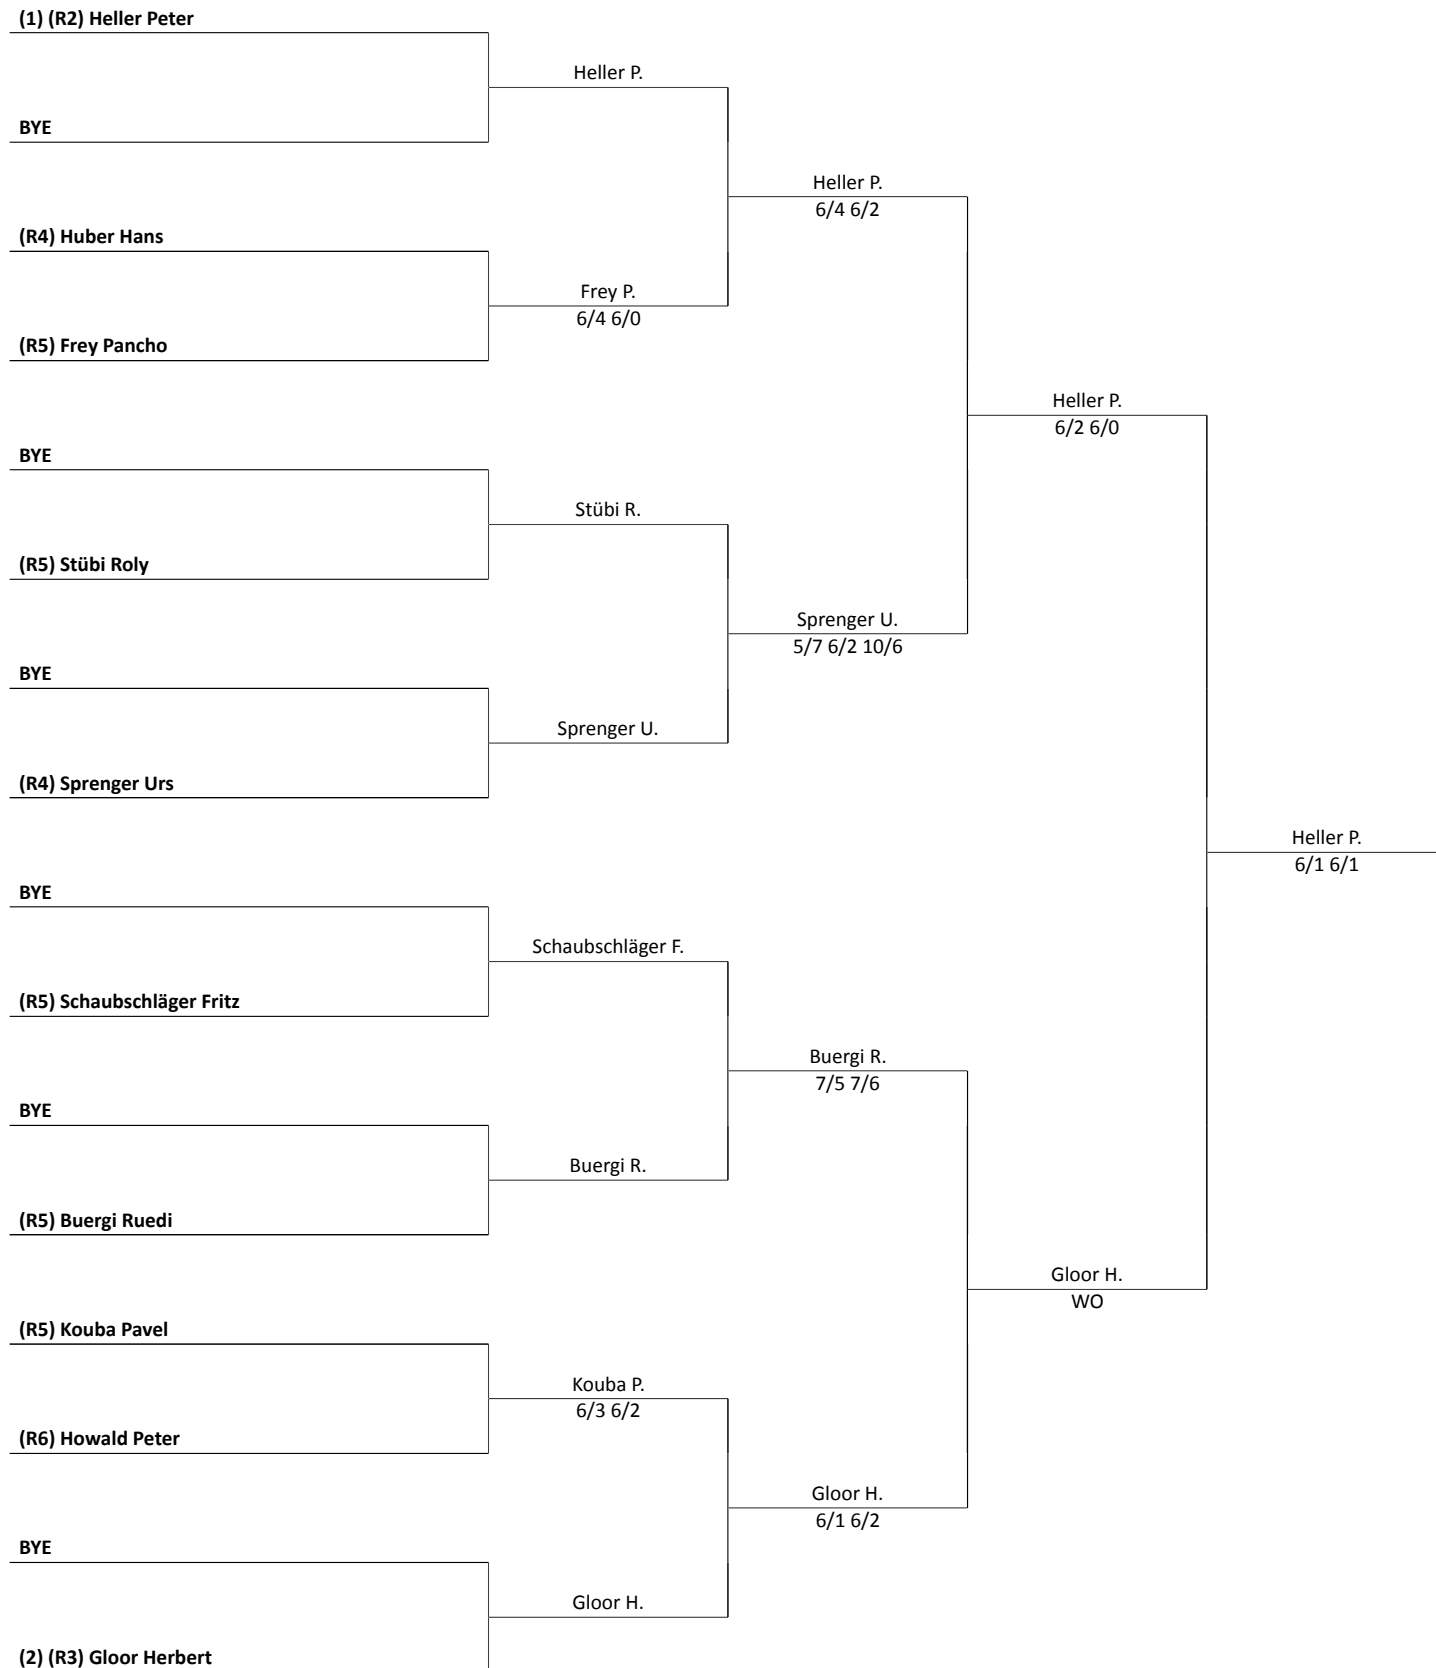 (1) (R2) Heller Peter
Heller P.
BYE
Heller P.
6/4 6/2
(R4) Huber Hans
Frey P.
6/4 6/0
(R5) Frey Pancho
Heller P.
6/2 6/0
BYE
Stübi R.
(R5) Stübi Roly
Sprenger U.
5/7 6/2 10/6
BYE
Sprenger U.
(R4) Sprenger Urs
Heller P.
6/1 6/1
BYE
Schaubschläger F.
(R5) Schaubschläger Fritz
Buergi R.
7/5 7/6
BYE
Buergi R.
(R5) Buergi Ruedi
Gloor H.
WO
(R5) Kouba Pavel
Kouba P.
6/3 6/2
(R6) Howald Peter
Gloor H.
6/1 6/2
BYE
Gloor H.
(2) (R3) Gloor Herbert